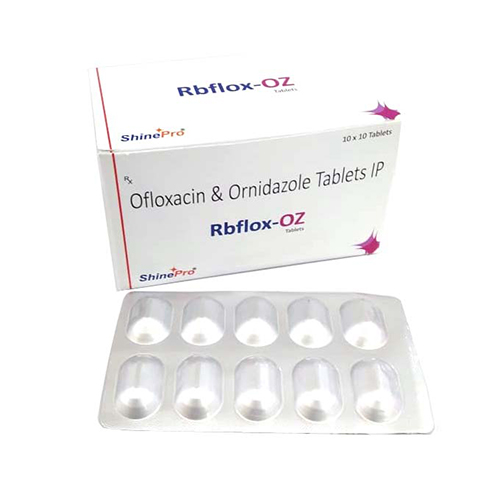 Rbflox-OZ
Tablets
ShinePro
10 x 10 Tablets
Rx
Ofloxacin & Ornidazole Tablets IP
Rbflox-OZ
Tablets
ShinePro